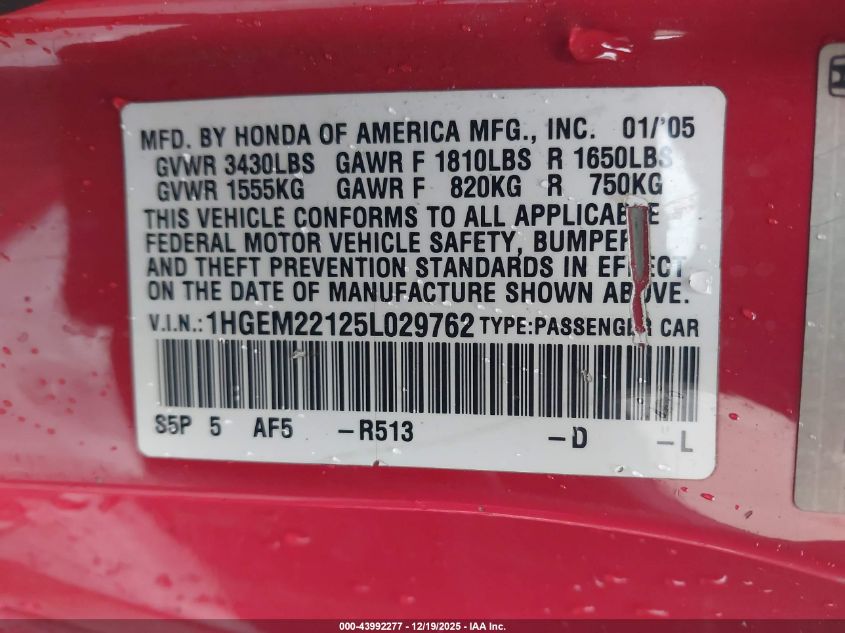 MFD. BY HONDA OF AMERICA MFG., INC. 01/'05
GVWR 3430LBS GAWR F 1810LBS R 1650LBS
GVWR 1555KG GAWR F 820KG R 750KG
THIS VEHICLE CONFORMS TO ALL APPLICABLE
FEDERAL MOTOR VEHICLE SAFETY, BUMPER
AND THEFT PREVENTION STANDARDS IN EFFECT
ON THE DATE OF MANUFACTURE SHOWN ABOVE.
V.I.N.: 1HGEM22125L029762 TYPE:PASSENGER CAR
S5P 5 AF5 –R513 –D –L
000-43992277 - 12/19/2025 - IAA Inc.